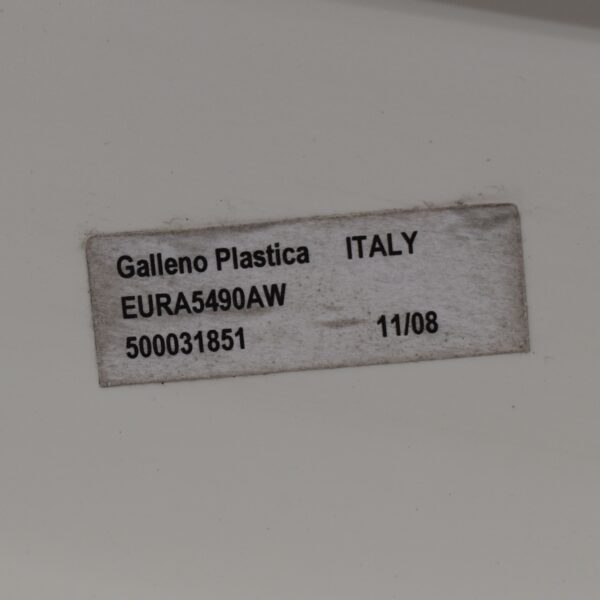 Galleno Plastica ITALY
EURA5490AW
500031851 11/08